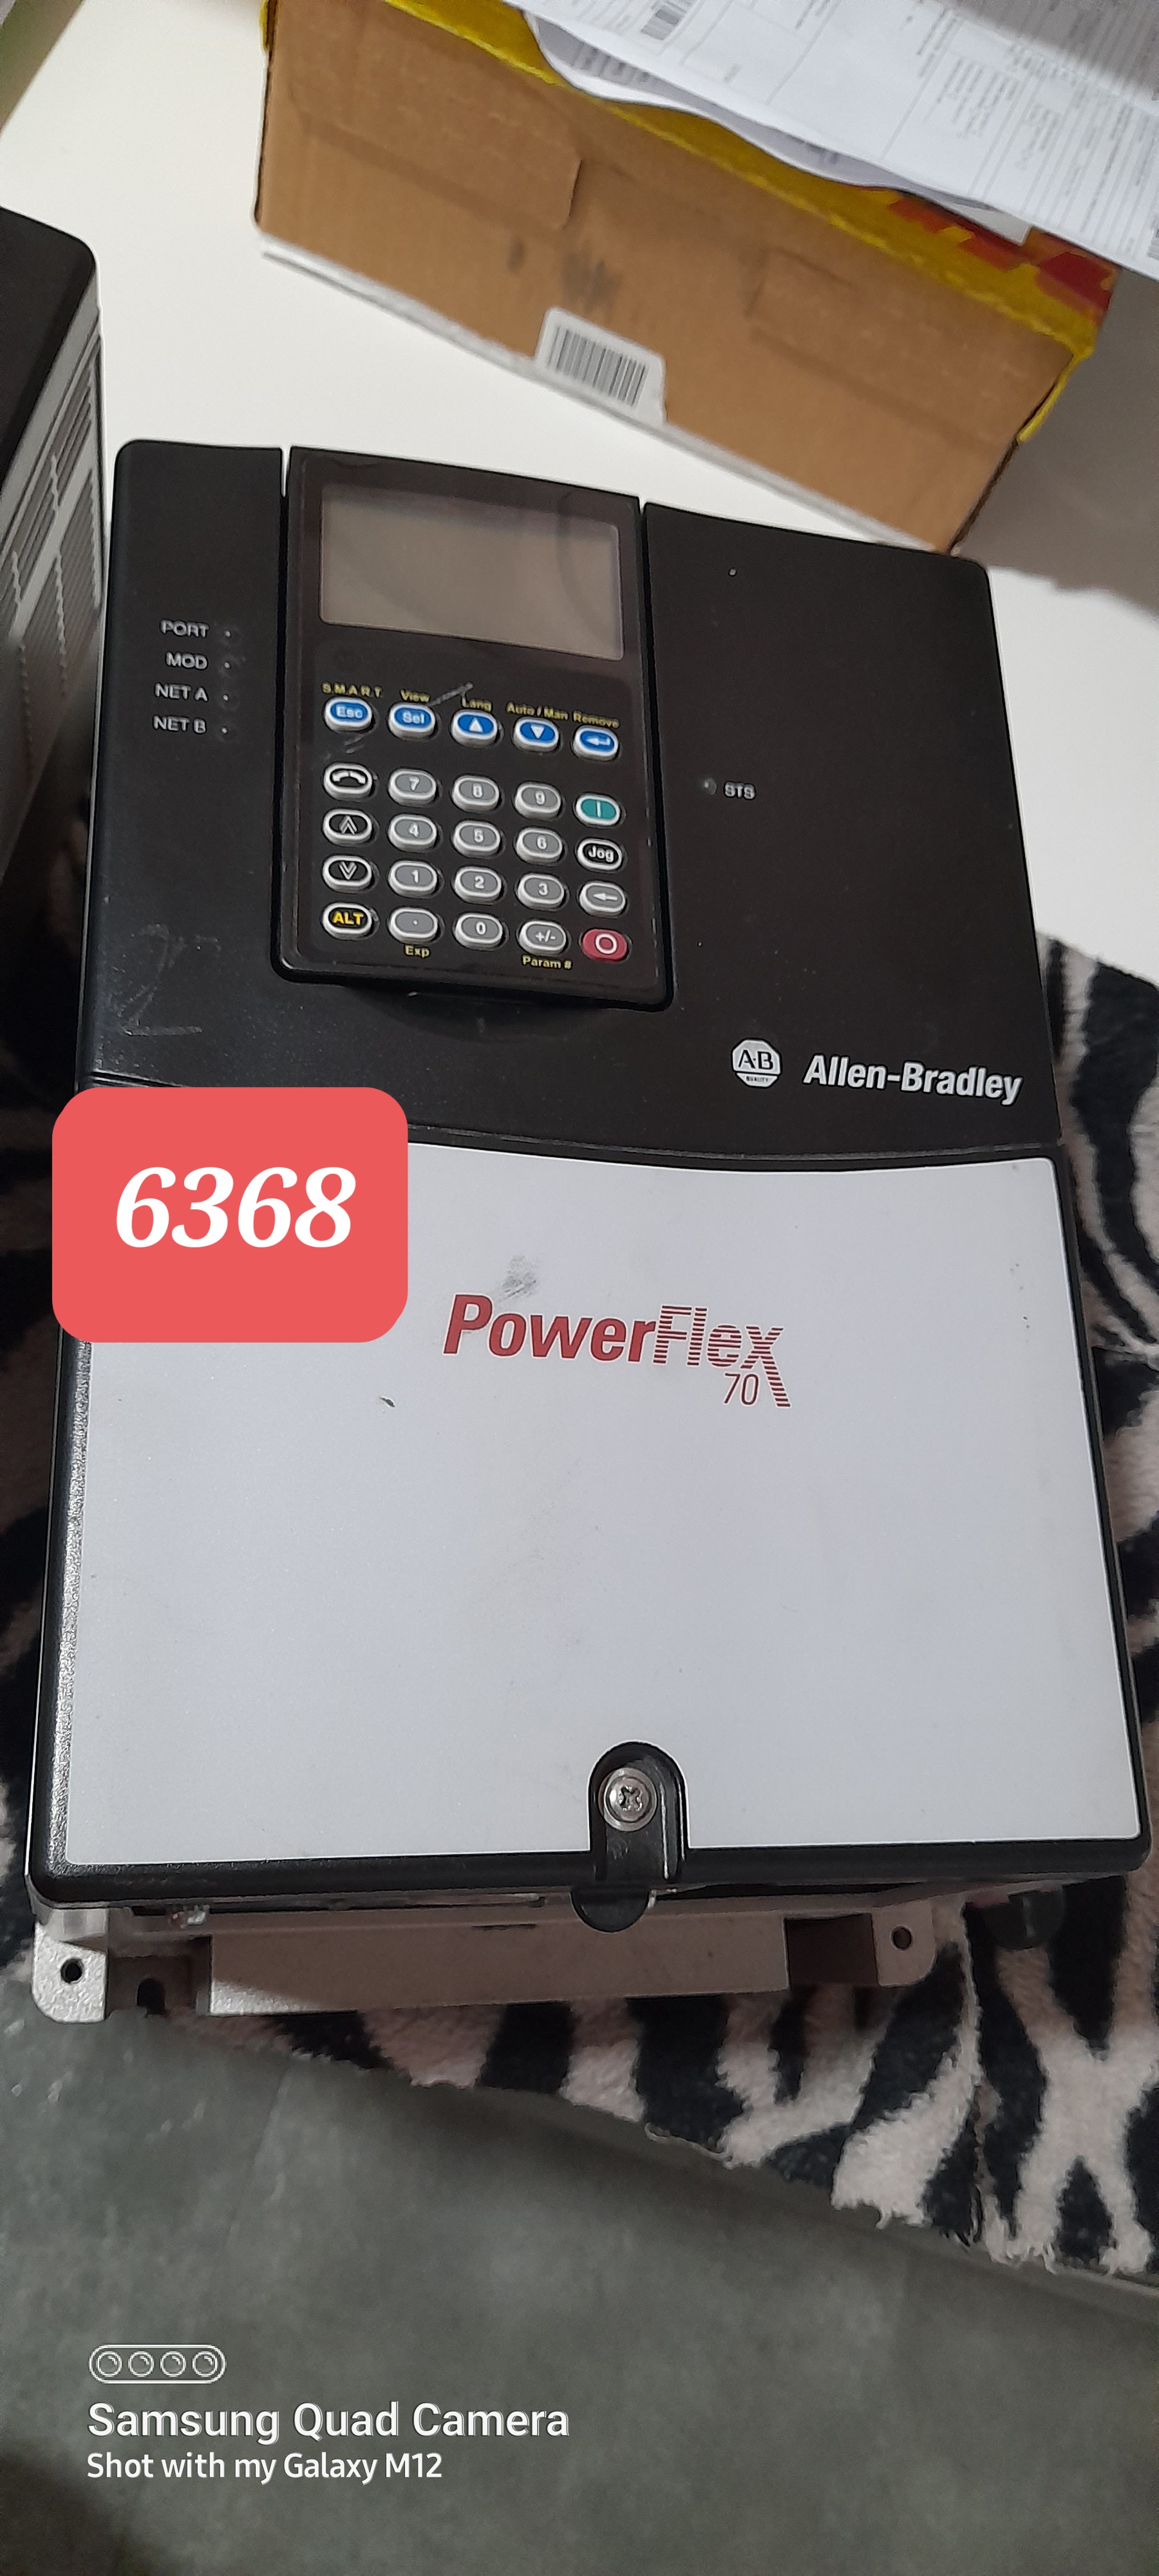 PORT
MOD
NET A
NET B
S.M.A.R.T. View Lang Auto / Man Remove
Esc Sel
7 8 9
4 5 6 Jog
1 2 3
ALT . 0 +/-
Exp Param #
STS
A·B
QUALITY
Allen-Bradley
6368
PowerFlex
70
Samsung Quad Camera
Shot with my Galaxy M12